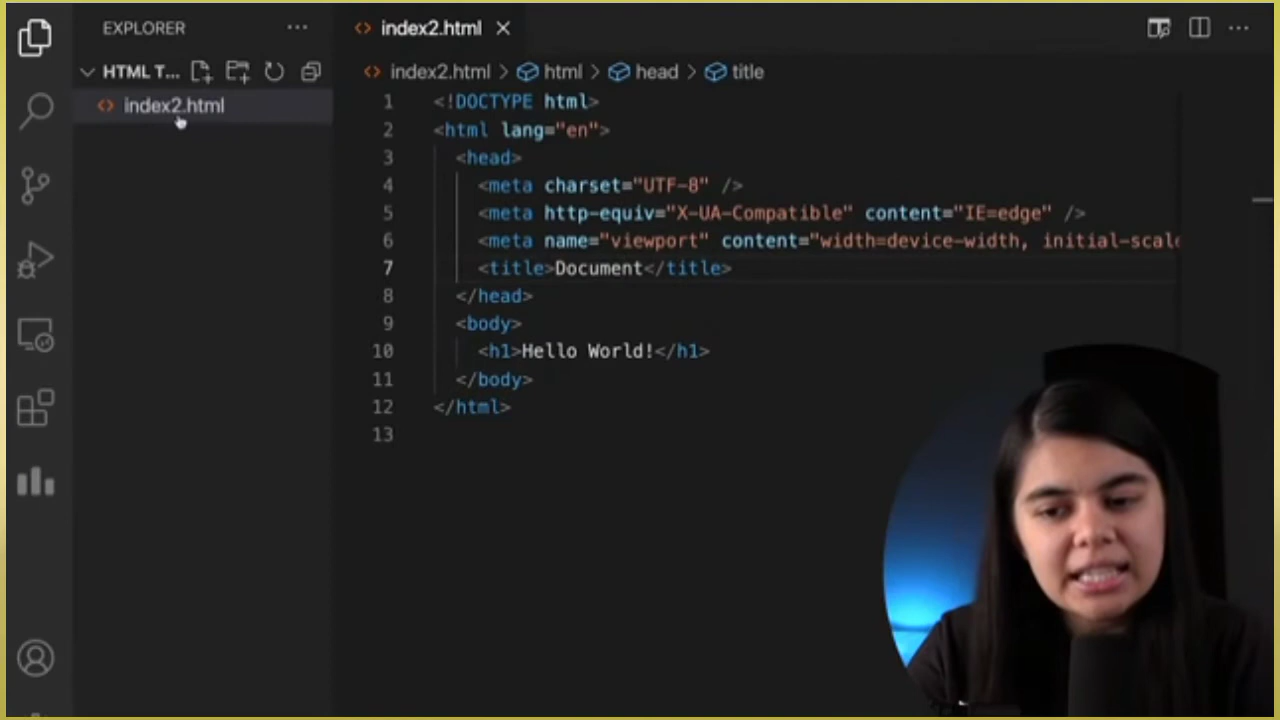 EXPLORER
HTML T...
index2.html
index2.html
index2.html > html > head > title
1 <!DOCTYPE html>
2 <html lang="en">
3 <head>
4 <meta charset="UTF-8" />
5 <meta http-equiv="X-UA-Compatible" content="IE=edge" />
6 <meta name="viewport" content="width=device-width, initial-scale
7 <title>Document</title>
8 </head>
9 <body>
10 <h1>Hello World!</h1>
11 </body>
12 </html>
13